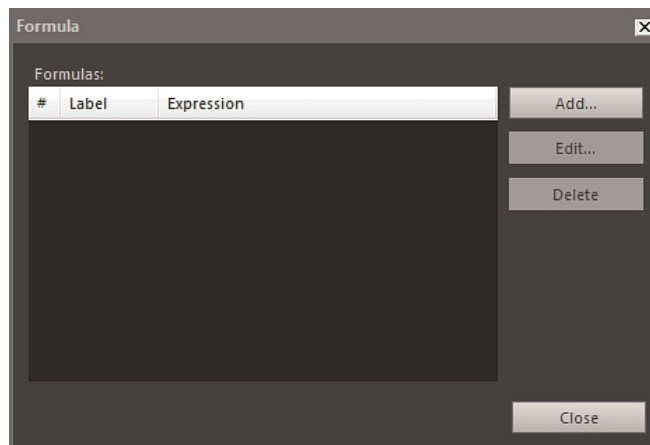 Formula
Formulas:
# Label Expression
Add...
Edit...
Delete
Close